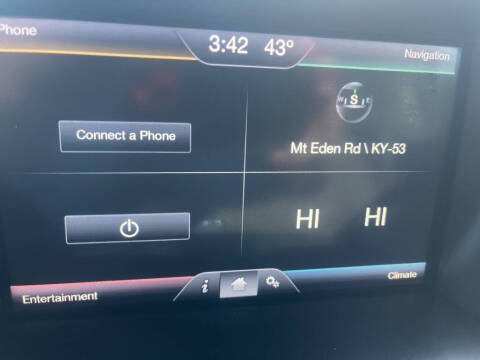 Phone
3:42 43°
Navigation
W S E
Connect a Phone
Mt Eden Rd \ KY-53
HI HI
Entertainment
i
Climate